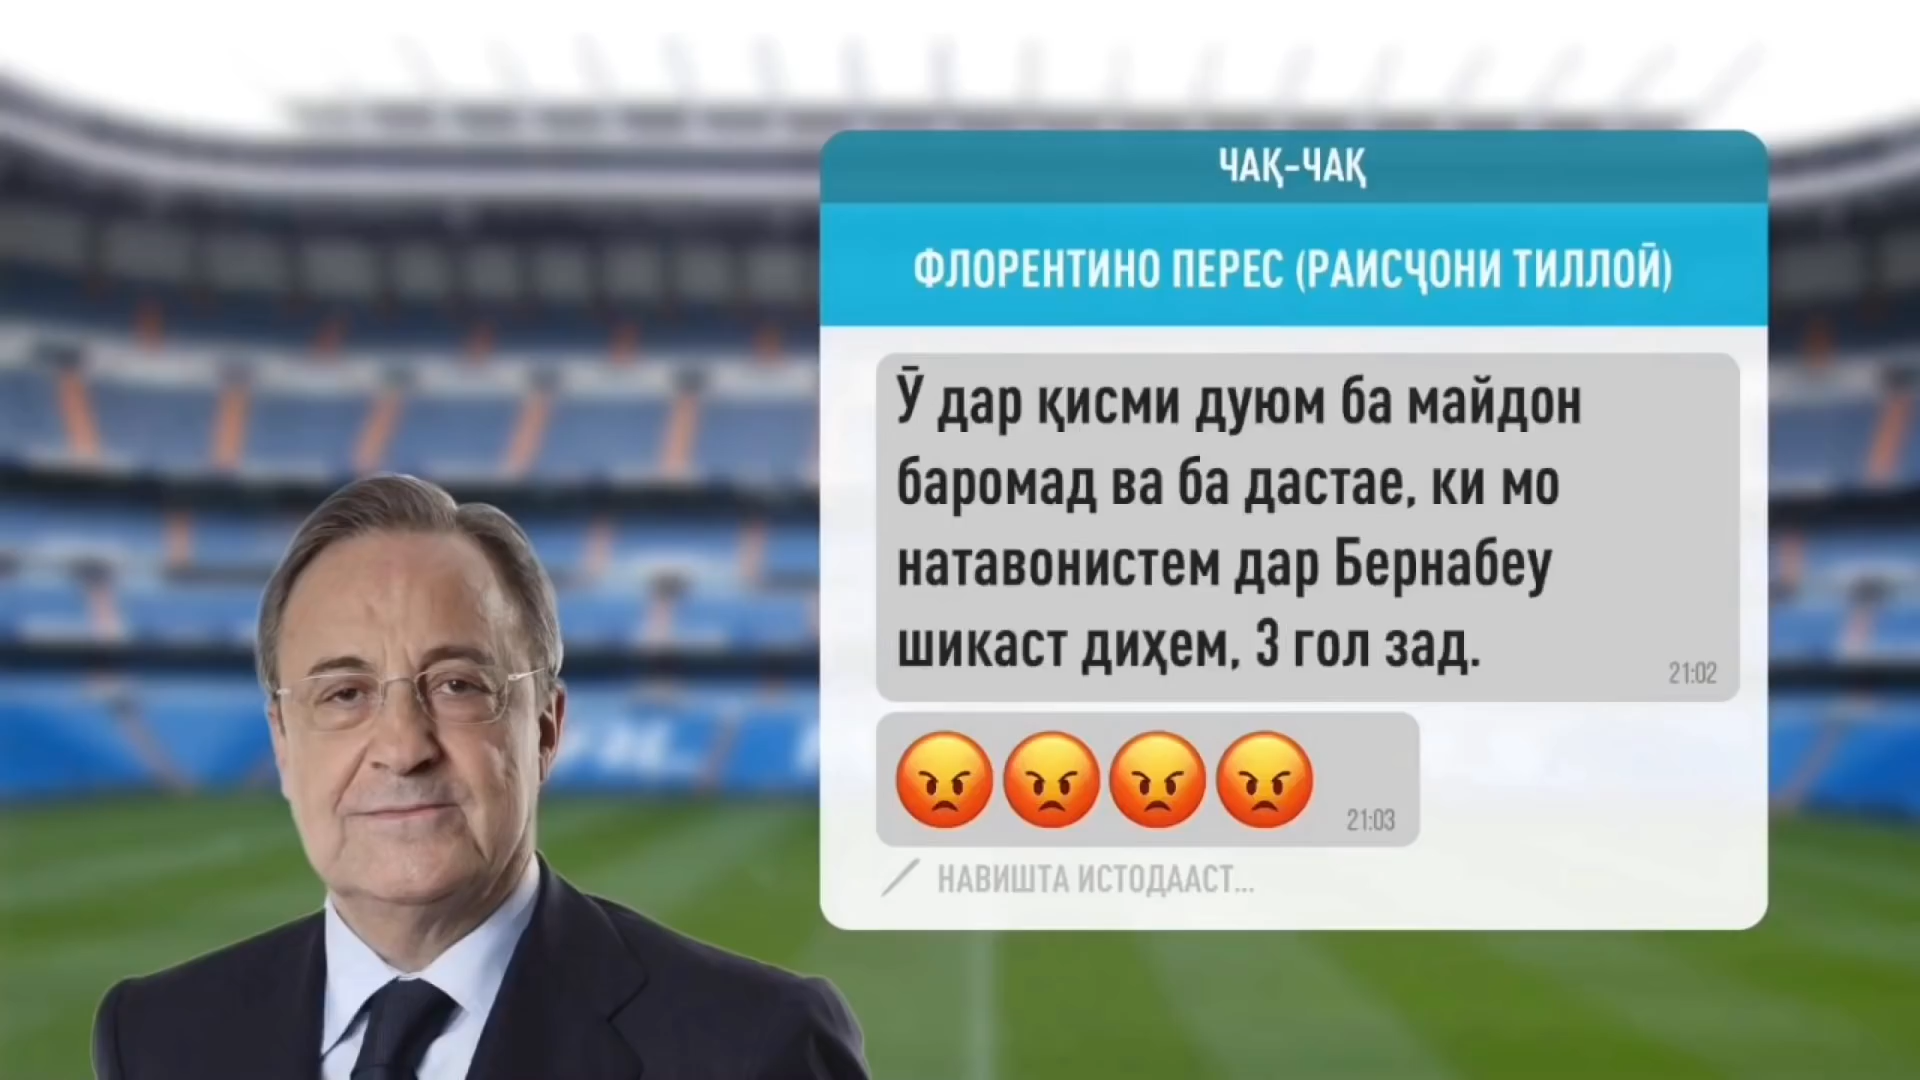 ЧАҚ-ЧАҚ
ФЛОРЕНТИНО ПЕРЕС (РАИСҶОНИ ТИЛЛОӢ)
Ӯ дар қисми дуюм ба майдон
баромад ва ба дастае, ки мо
натавонистем дар Бернабеу
шикаст диҳем, 3 гол зад.
21:02
21:03
НАВИШТА ИСТОДААСТ...